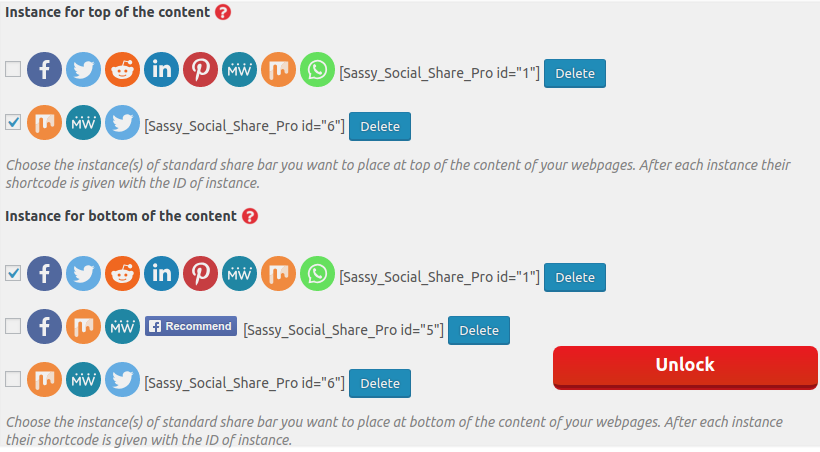 Instance for top of the content ?
f in MW [Sassy_Social_Share_Pro id="1"] Delete
MW [Sassy_Social_Share_Pro id="6"] Delete
Choose the instance(s) of standard share bar you want to place at top of the content of your webpages. After each instance their
shortcode is given with the ID of instance.
Instance for bottom of the content ?
f in MW [Sassy_Social_Share_Pro id="1"] Delete
f MW f Recommend [Sassy_Social_Share_Pro id="5"] Delete
Unlock
MW [Sassy_Social_Share_Pro id="6"] Delete
Choose the instance(s) of standard share bar you want to place at bottom of the content of your webpages. After each instance
their shortcode is given with the ID of instance.